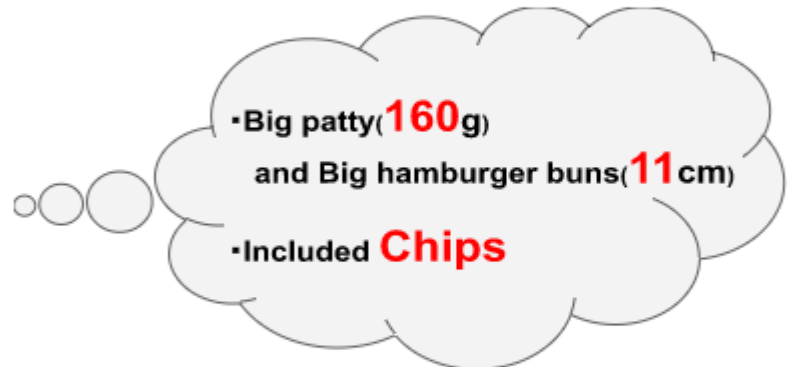 ・Big patty(160g)
and Big hamburger buns(11cm)
・Included Chips